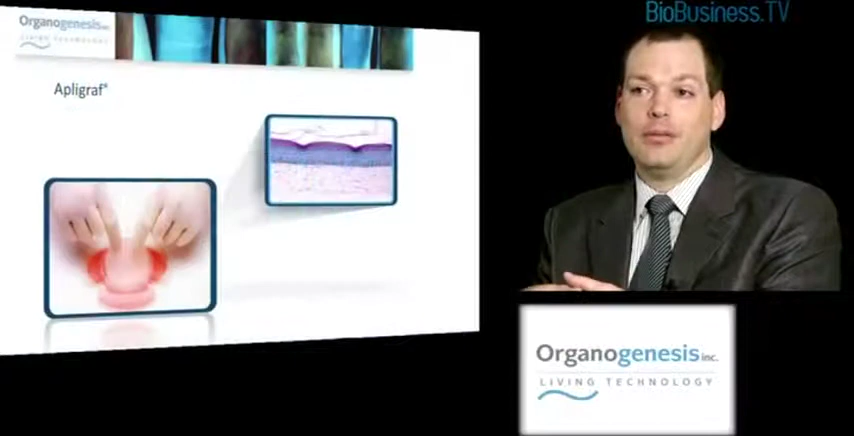 BioBusiness.TV
Organogenesis inc.
LIVING TECHNOLOGY
Apligraf®
Organogenesis inc.
LIVING TECHNOLOGY